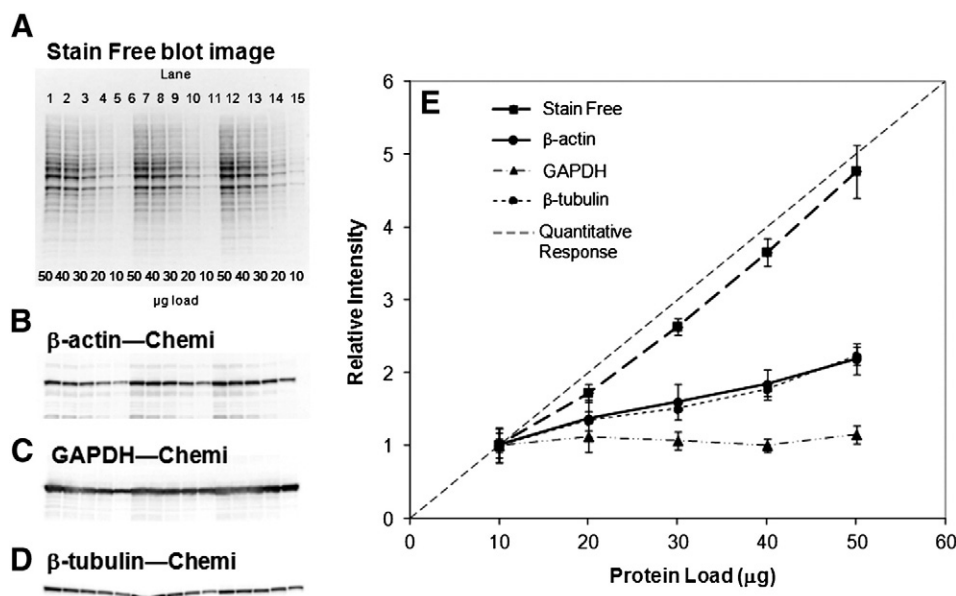 A
Stain Free blot image
Lane
1 2 3 4 5 6 7 8 9 10 11 12 13 14 15
50 40 30 20 10 50 40 30 20 10 50 40 30 20 10
µg load
B
β-actin—Chemi
C
GAPDH—Chemi
D
β-tubulin—Chemi
E
Stain Free
β-actin
GAPDH
β-tubulin
Quantitative
Response
6
5
4
3
2
1
0
Relative Intensity
0 10 20 30 40 50 60
Protein Load (µg)